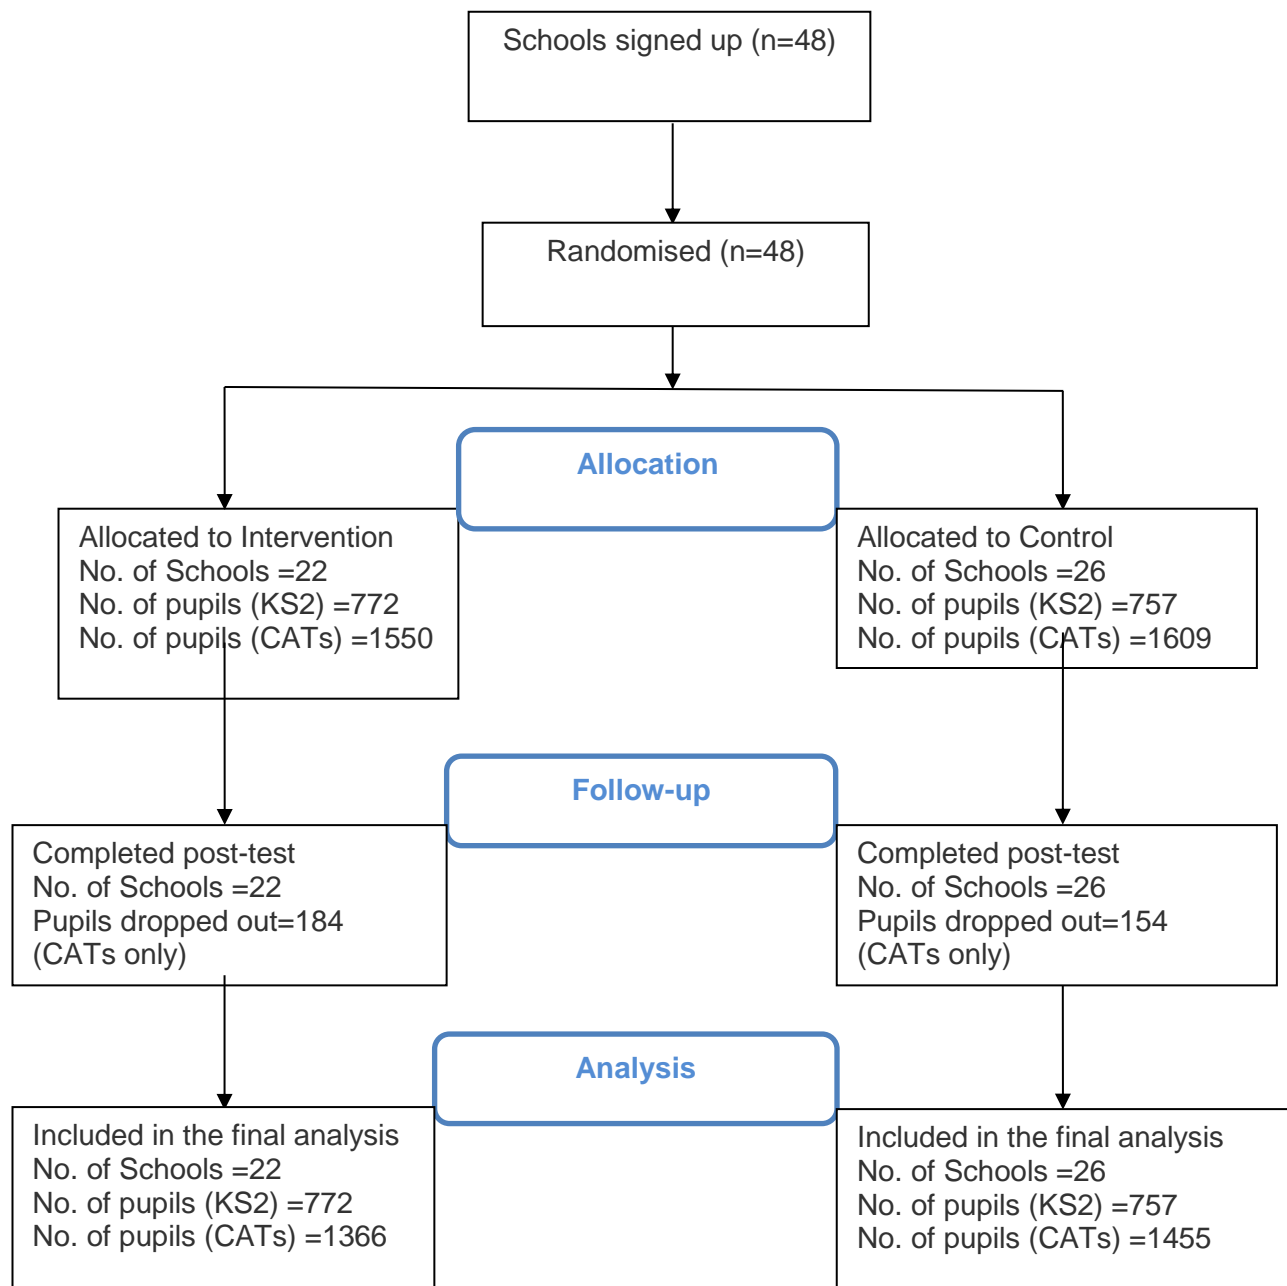 Schools signed up (n=48)
Randomised (n=48)
Allocation
Allocated to Intervention
No. of Schools =22
No. of pupils (KS2) =772
No. of pupils (CATs) =1550
Allocated to Control
No. of Schools =26
No. of pupils (KS2) =757
No. of pupils (CATs) =1609
Follow-up
Completed post-test
No. of Schools =22
Pupils dropped out=184
(CATs only)
Completed post-test
No. of Schools =26
Pupils dropped out=154
(CATs only)
Analysis
Included in the final analysis
No. of Schools =22
No. of pupils (KS2) =772
No. of pupils (CATs) =1366
Included in the final analysis
No. of Schools =26
No. of pupils (KS2) =757
No. of pupils (CATs) =1455